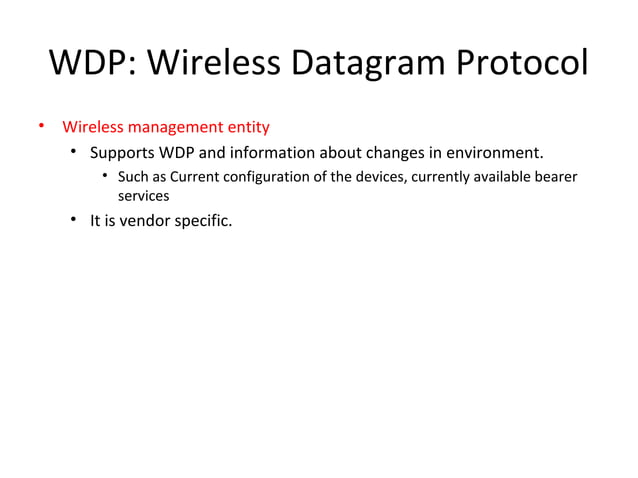 WDP: Wireless Datagram Protocol
• Wireless management entity
• Supports WDP and information about changes in environment.
• Such as Current configuration of the devices, currently available bearer
services
• It is vendor specific.